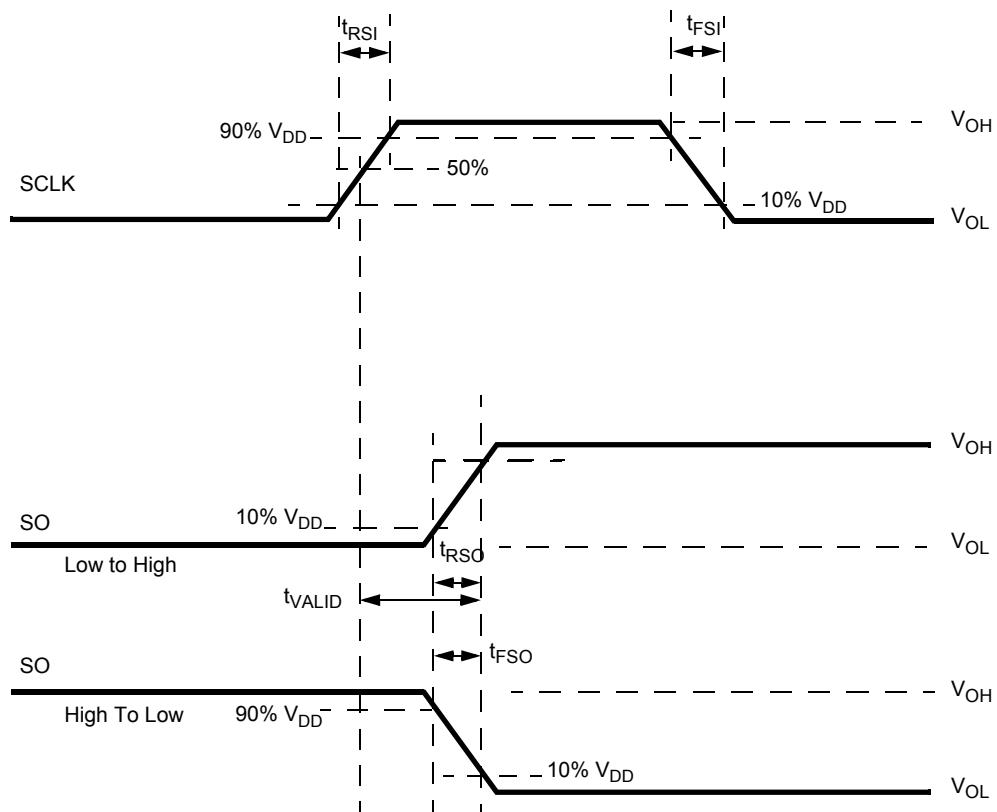 tRSI
tFSI
90% VDD
VOH
50%
SCLK
10% VDD
VOL
VOH
10% VDD
SO
Low to High
tRSO
VOL
tVALID
SO
tFSO
VOH
High To Low
90% VDD
10% VDD
VOL